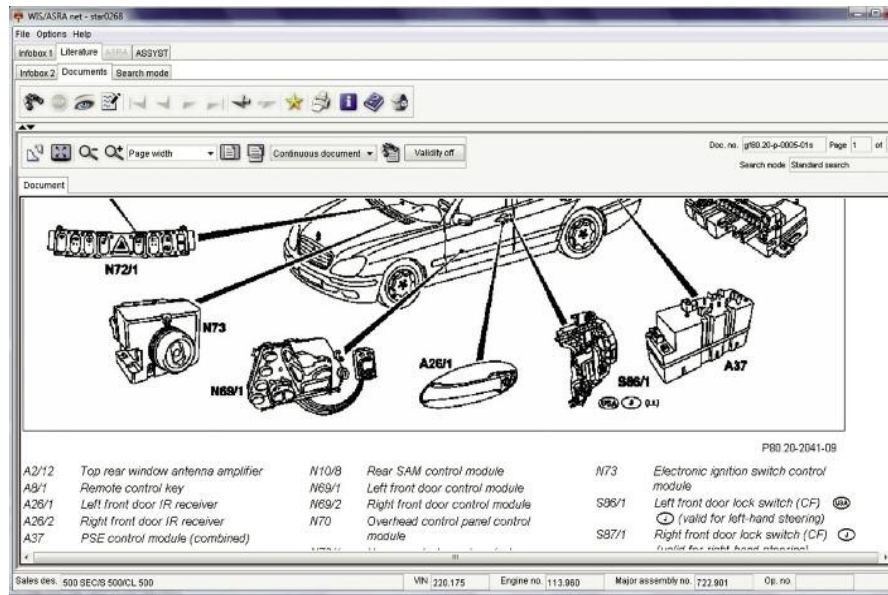 WIS/ASRA net - star0268
File Options Help
Infobox 1 Literature ASRA ASSYST
Infobox 2 Documents Search mode
Page width Continuous document Validity off
Doc. no. gf80.20-p-0005-01s Page 1 of
Search mode Standard search
Document
N72/1
N73
N69/1
A26/1
S86/1
USA J (LL)
A37
P80.20-2041-09
A2/12 Top rear window antenna amplifier
A8/1 Remote control key
A26/1 Left front door IR receiver
A26/2 Right front door IR receiver
A37 PSE control module (combined)
N10/8 Rear SAM control module
N69/1 Left front door control module
N69/2 Right front door control module
N70 Overhead control panel control
module
N73 Electronic ignition switch control
module
S86/1 Left front door lock switch (CF) USA
J (valid for left-hand steering)
S87/1 Right front door lock switch (CF) J
(valid for right-hand steering)
Sales des. 500 SEC/S 500/CL 500 VIN 220.175 Engine no. 113.960 Major assembly no. 722.901 Op. no.